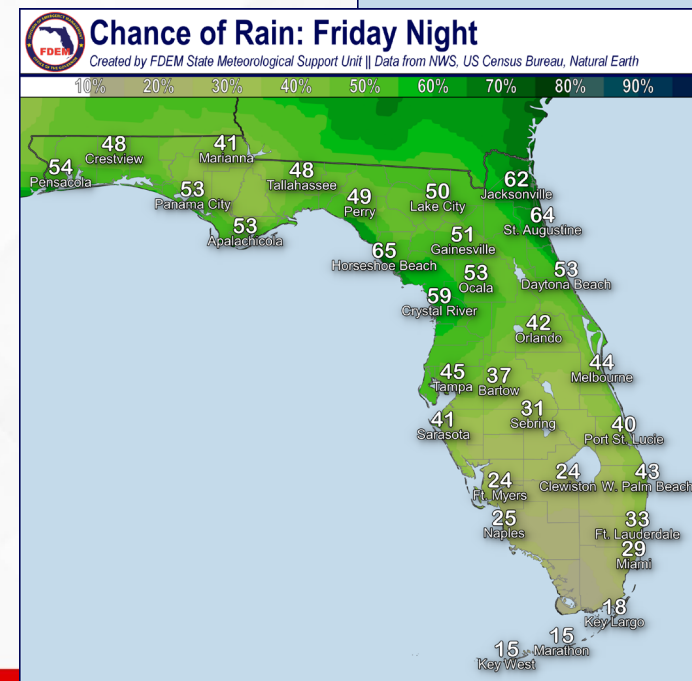 FDEM
Chance of Rain: Friday Night
Created by FDEM State Meteorological Support Unit || Data from NWS, US Census Bureau, Natural Earth
10% 20% 30% 40% 50% 60% 70% 80% 90%
48
Crestview
41
Marianna
54
Pensacola
53
Panama City
48
Tallahassee
53
Apalachicola
49
Perry
50
Lake City
62
Jacksonville
64
St. Augustine
65
Horseshoe Beach
51
Gainesville
53
Ocala
53
Daytona Beach
59
Crystal River
42
Orlando
45
Tampa
37
Bartow
44
Melbourne
41
Sarasota
31
Sebring
40
Port St. Lucie
24
Ft. Myers
24
Clewiston
43
W. Palm Beach
25
Naples
33
Ft. Lauderdale
29
Miami
18
Key Largo
15
Marathon
15
Key West